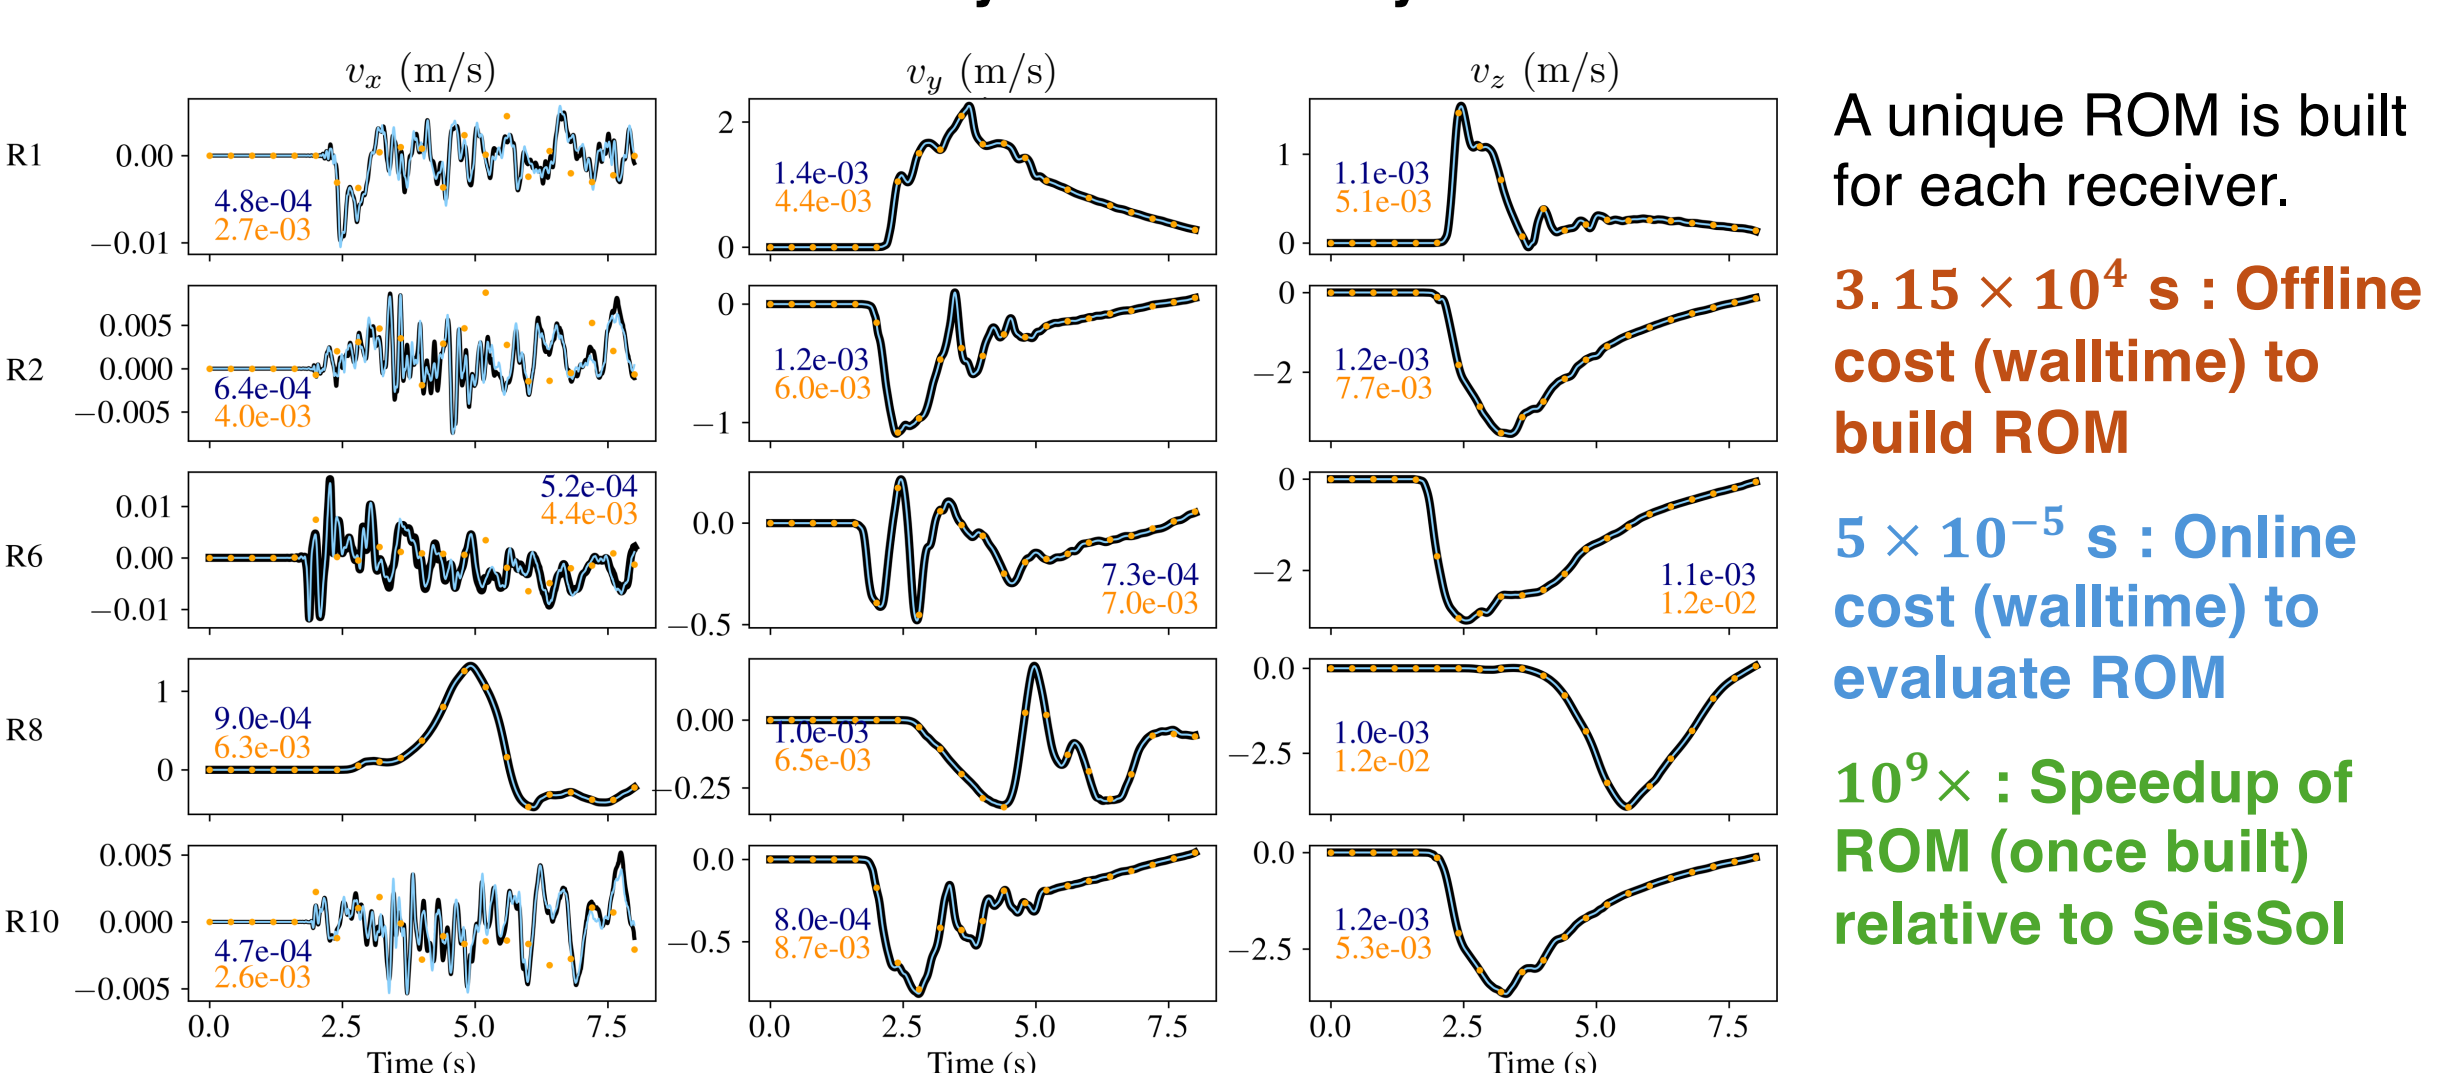 v_x (m/s)
v_y (m/s)
v_z (m/s)
R1
0.00
−0.01
4.8e-04
2.7e-03
2
0
1.4e-03
4.4e-03
1
0
1.1e-03
5.1e-03
R2
0.005
0.000
−0.005
6.4e-04
4.0e-03
0
−1
1.2e-03
6.0e-03
0
−2
1.2e-03
7.7e-03
R6
0.01
0.00
−0.01
5.2e-04
4.4e-03
0.0
−0.5
7.3e-04
7.0e-03
0
−2
1.1e-03
1.2e-02
R8
1
0
9.0e-04
6.3e-03
0.00
−0.25
1.0e-03
6.5e-03
0.0
−2.5
1.0e-03
1.2e-02
R10
0.005
0.000
−0.005
4.7e-04
2.6e-03
0.0
−0.5
8.0e-04
8.7e-03
0.0
−2.5
1.2e-03
5.3e-03
0.0 2.5 5.0 7.5
0.0 2.5 5.0 7.5
0.0 2.5 5.0 7.5
Time (s)
Time (s)
Time (s)
A unique ROM is built
for each receiver.
3.15 × 10⁴ s : Offline
cost (walltime) to
build ROM
5 × 10⁻⁵ s : Online
cost (walltime) to
evaluate ROM
10⁹× : Speedup of
ROM (once built)
relative to SeisSol